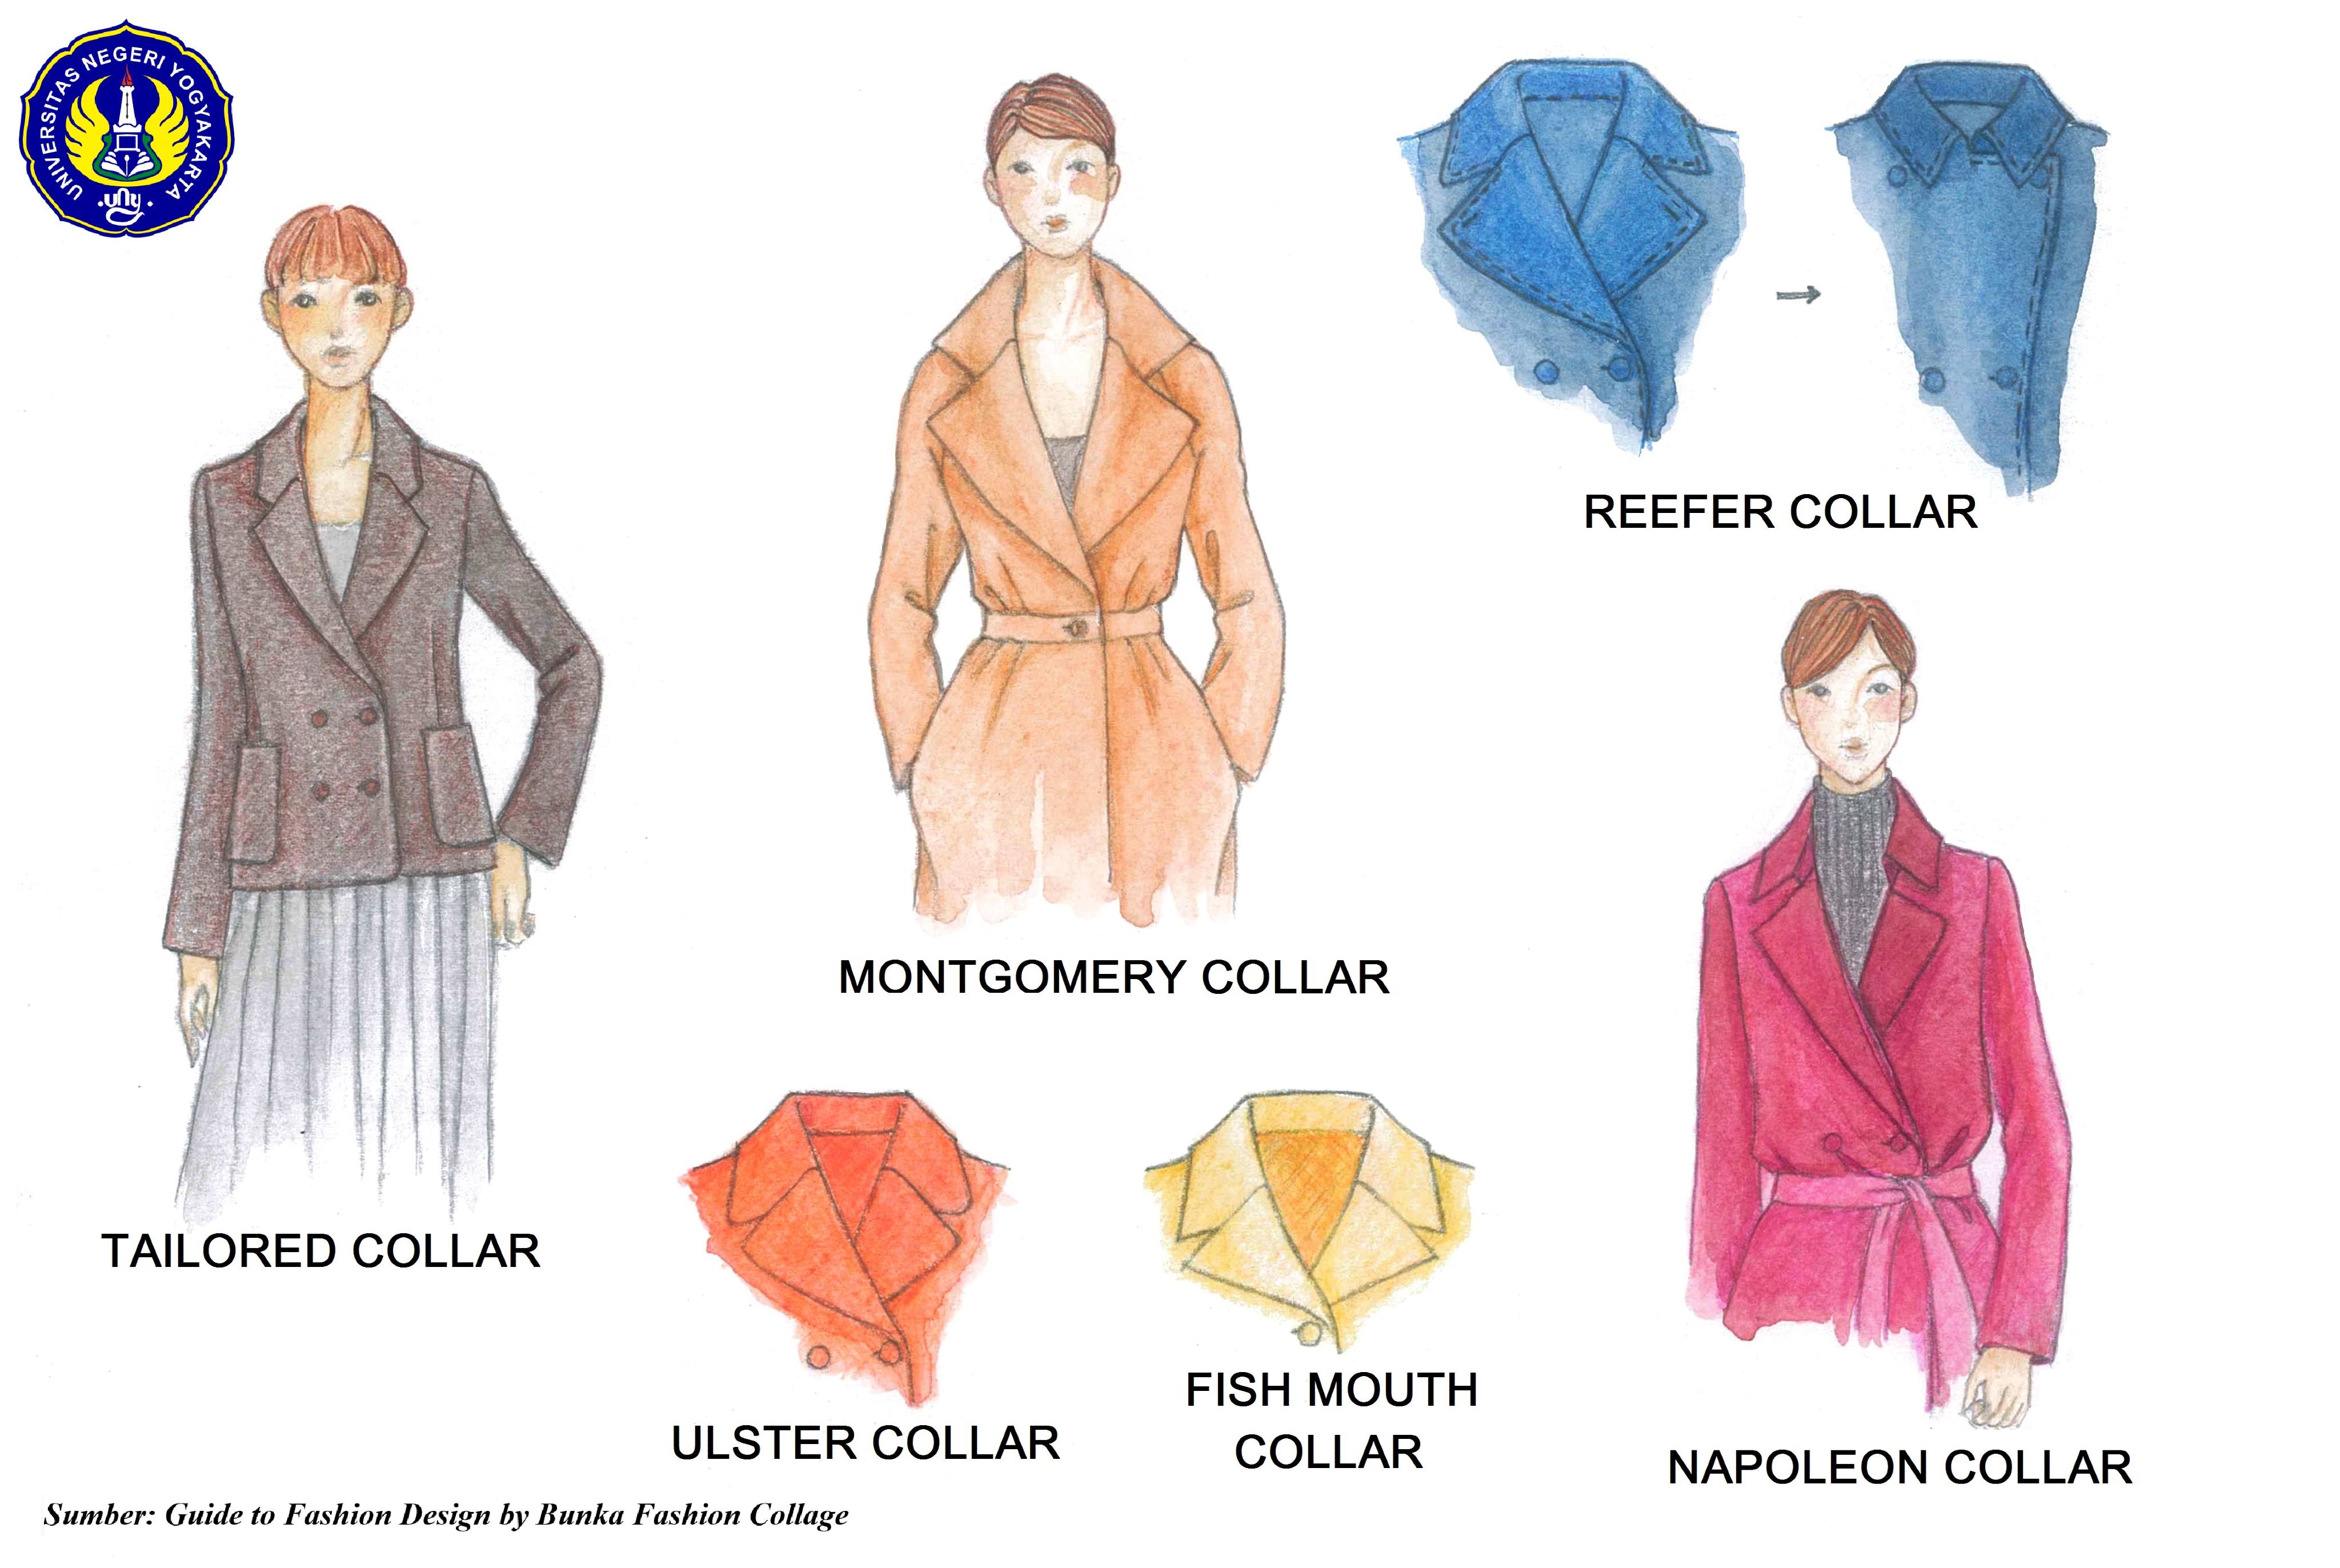 UNIVERSITAS NEGERI YOGYAKARTA
uny
REEFER COLLAR
MONTGOMERY COLLAR
TAILORED COLLAR
ULSTER COLLAR
FISH MOUTH
COLLAR
NAPOLEON COLLAR
Sumber: Guide to Fashion Design by Bunka Fashion Collage